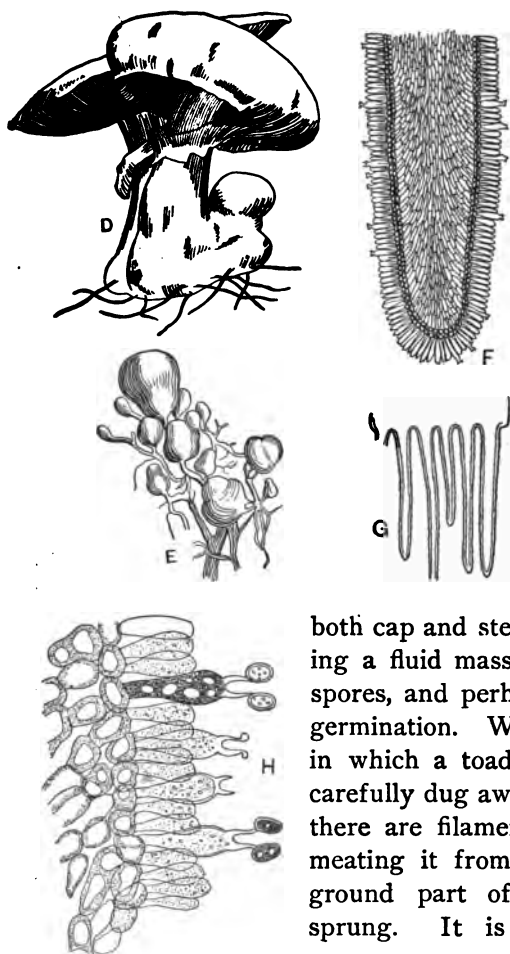 D
F
E
G
H
both cap and ste
ing a fluid mass
spores, and perh
germination. W
in which a toad
carefully dug aw
there are filame
meating it from
ground part of
sprung. It is